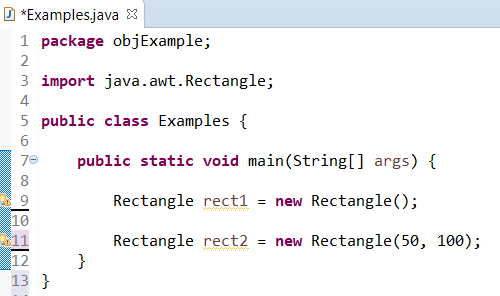 *Examples.java
1 package objExample;
2
3 import java.awt.Rectangle;
4
5 public class Examples {
6
7 public static void main(String[] args) {
8
9 Rectangle rect1 = new Rectangle();
10
11 Rectangle rect2 = new Rectangle(50, 100);
12 }
13 }